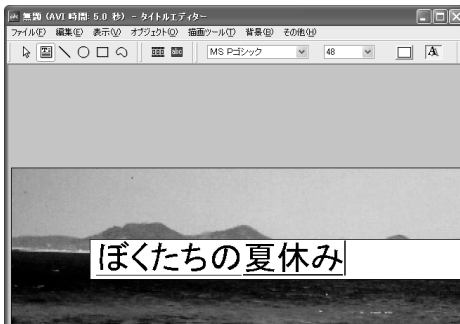 無題 (AVI 時間: 5.0 秒) - タイトルエディター
ファイル(F) 編集(E) 表示(V) オブジェクト(O) 描画ツール(T) 背景(B) その他(H)
abc MS Pゴシック 48 A
ぼくたちの夏休み